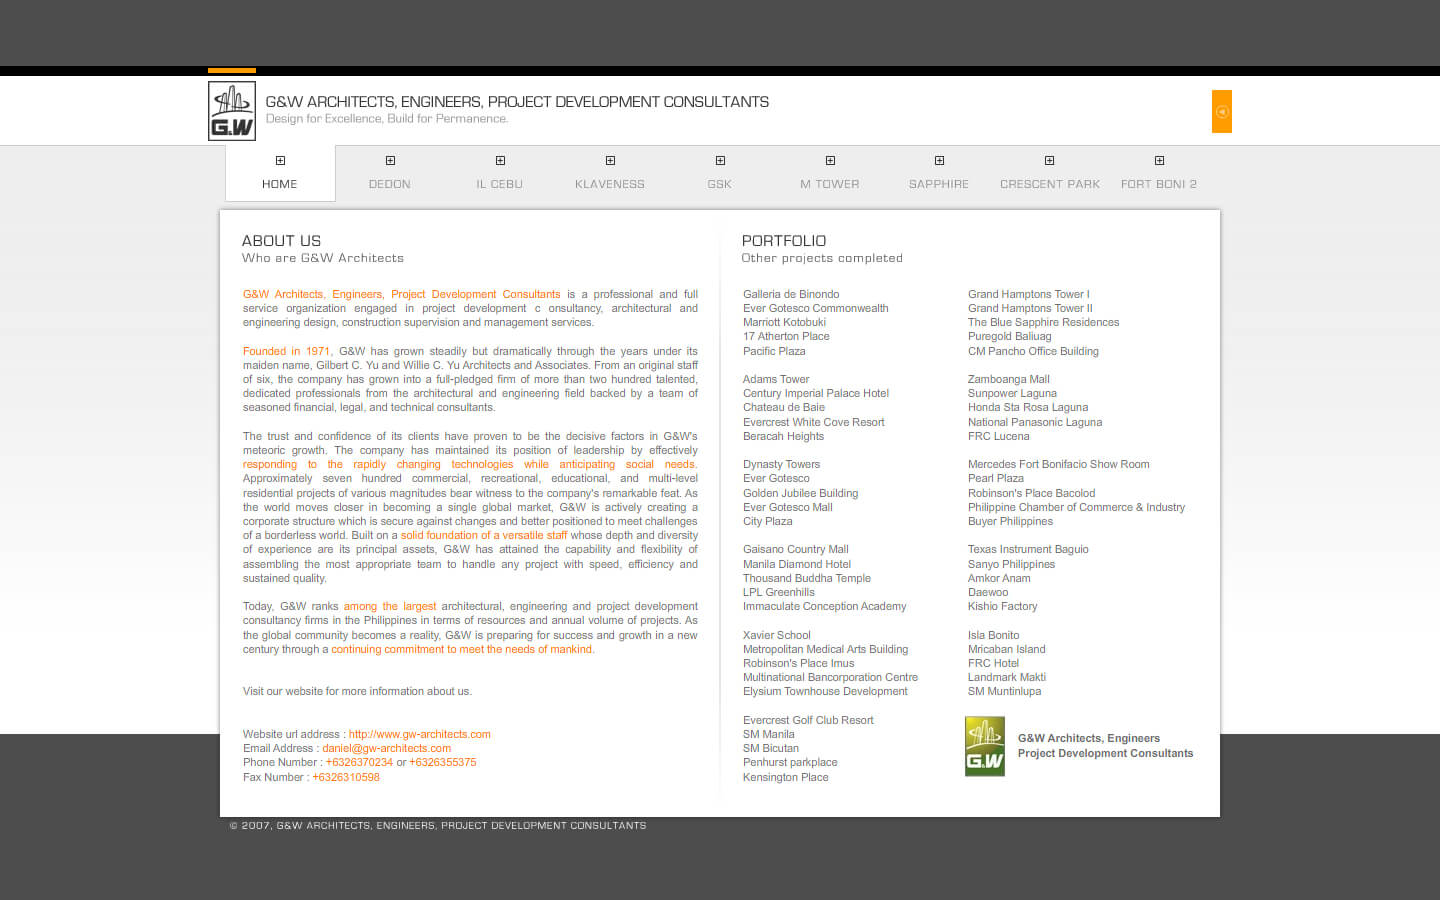 G&W ARCHITECTS, ENGINEERS, PROJECT DEVELOPMENT CONSULTANTS
Design for Excellence, Build for Permanence.
G&W
HOME
DEDON
IL CEBU
KLAVENESS
GSK
M TOWER
SAPPHIRE
CRESCENT PARK
FORT BONI 2
ABOUT US
Who are G&W Architects
G&W Architects, Engineers, Project Development Consultants is a professional and full
service organization engaged in project development c onsultancy, architectural and
engineering design, construction supervision and management services.
Founded in 1971, G&W has grown steadily but dramatically through the years under its
maiden name, Gilbert C. Yu and Willie C. Yu Architects and Associates. From an original staff
of six, the company has grown into a full-pledged firm of more than two hundred talented,
dedicated professionals from the architectural and engineering field backed by a team of
seasoned financial, legal, and technical consultants.
The trust and confidence of its clients have proven to be the decisive factors in G&W's
meteoric growth. The company has maintained its position of leadership by effectively
responding to the rapidly changing technologies while anticipating social needs.
Approximately seven hundred commercial, recreational, educational, and multi-level
residential projects of various magnitudes bear witness to the company's remarkable feat. As
the world moves closer in becoming a single global market, G&W is actively creating a
corporate structure which is secure against changes and better positioned to meet challenges
of a borderless world. Built on a solid foundation of a versatile staff whose depth and diversity
of experience are its principal assets, G&W has attained the capability and flexibility of
assembling the most appropriate team to handle any project with speed, efficiency and
sustained quality.
Today, G&W ranks among the largest architectural, engineering and project development
consultancy firms in the Philippines in terms of resources and annual volume of projects. As
the global community becomes a reality, G&W is preparing for success and growth in a new
century through a continuing commitment to meet the needs of mankind.
Visit our website for more information about us.
Website url address : http://www.gw-architects.com
Email Address : daniel@gw-architects.com
Phone Number : +6326370234 or +6326355375
Fax Number : +6326310598
PORTFOLIO
Other projects completed
Galleria de Binondo
Ever Gotesco Commonwealth
Marriott Kotobuki
17 Atherton Place
Pacific Plaza
Adams Tower
Century Imperial Palace Hotel
Chateau de Baie
Evercrest White Cove Resort
Beracah Heights
Dynasty Towers
Ever Gotesco
Golden Jubilee Building
Ever Gotesco Mall
City Plaza
Gaisano Country Mall
Manila Diamond Hotel
Thousand Buddha Temple
LPL Greenhills
Immaculate Conception Academy
Xavier School
Metropolitan Medical Arts Building
Robinson's Place Imus
Multinational Bancorporation Centre
Elysium Townhouse Development
Evercrest Golf Club Resort
SM Manila
SM Bicutan
Penhurst parkplace
Kensington Place
Grand Hamptons Tower I
Grand Hamptons Tower II
The Blue Sapphire Residences
Puregold Baliuag
CM Pancho Office Building
Zamboanga Mall
Sunpower Laguna
Honda Sta Rosa Laguna
National Panasonic Laguna
FRC Lucena
Mercedes Fort Bonifacio Show Room
Pearl Plaza
Robinson's Place Bacolod
Philippine Chamber of Commerce & Industry
Buyer Philippines
Texas Instrument Baguio
Sanyo Philippines
Amkor Anam
Daewoo
Kishio Factory
Isla Bonito
Mricaban Island
FRC Hotel
Landmark Makti
SM Muntinlupa
G&W
G&W Architects, Engineers
Project Development Consultants
© 2007, G&W ARCHITECTS, ENGINEERS, PROJECT DEVELOPMENT CONSULTANTS